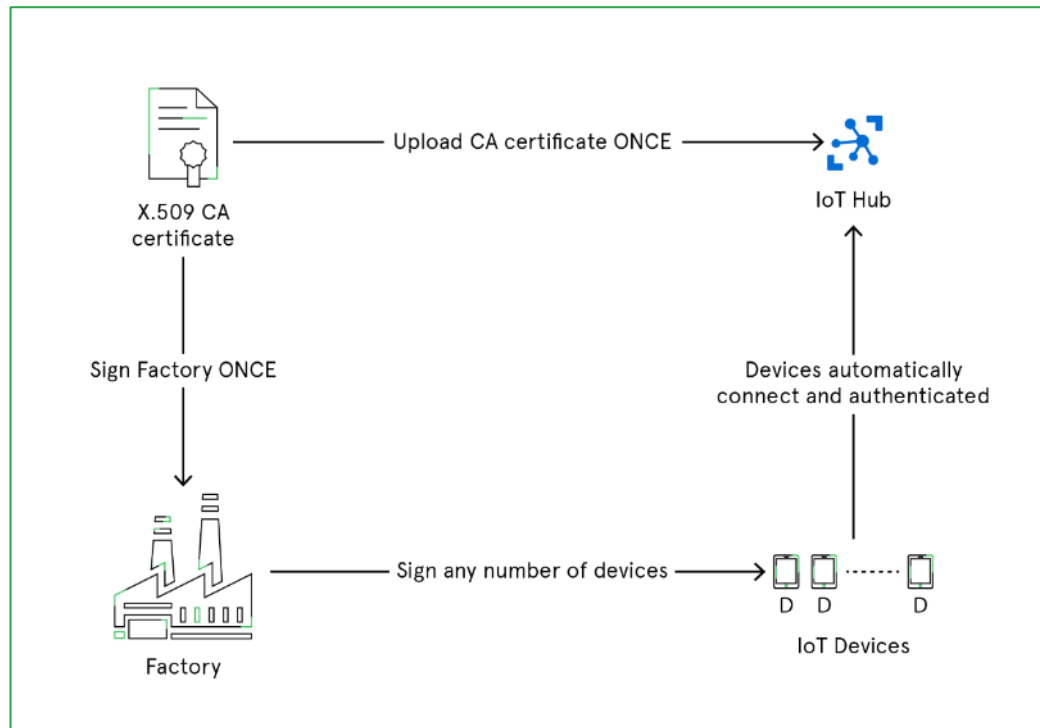 Upload CA certificate ONCE
X.509 CA
certificate
IoT Hub
Sign Factory ONCE
Devices automatically
connect and authenticated
Sign any number of devices
D D D
Factory
IoT Devices